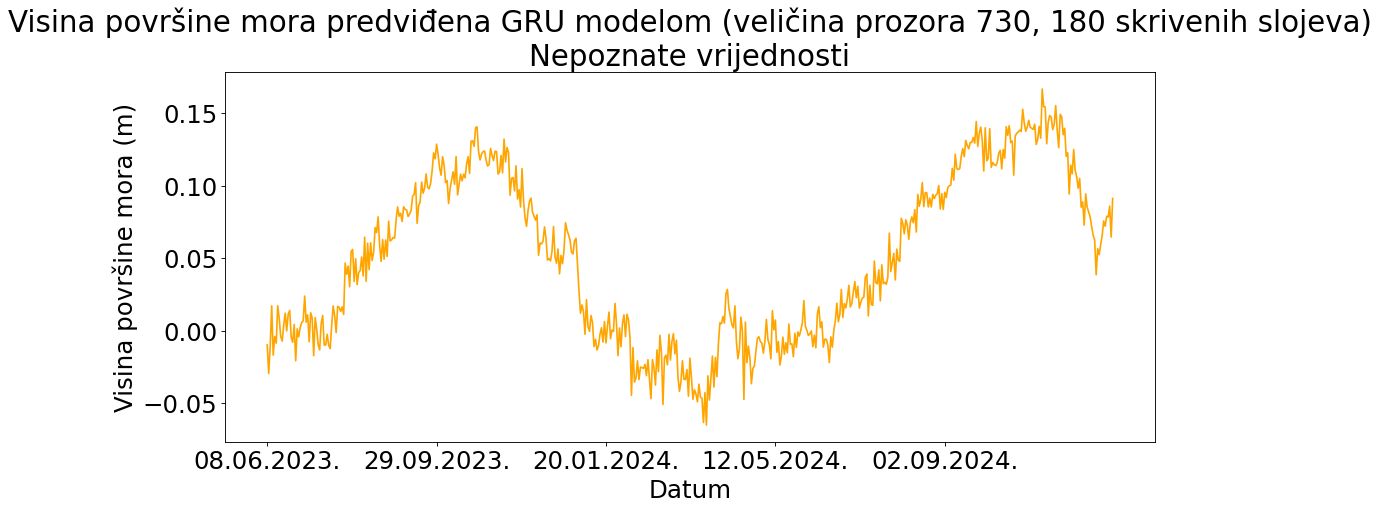 Visina površine mora predviđena GRU modelom (veličina prozora 730, 180 skrivenih slojeva)
Nepoznate vrijednosti
Visina površine mora (m)
0.15
0.10
0.05
0.00
−0.05
08.06.2023. 29.09.2023. 20.01.2024. 12.05.2024. 02.09.2024.
Datum